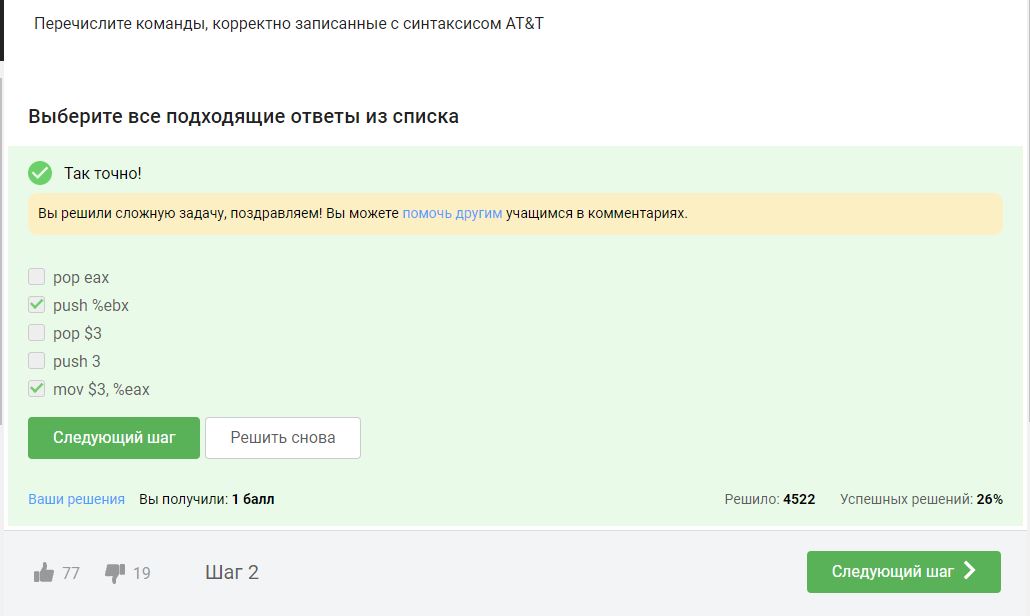 Перечислите команды, корректно записанные с синтаксисом AT&T
Выберите все подходящие ответы из списка
Так точно!
Вы решили сложную задачу, поздравляем! Вы можете помочь другим учащимся в комментариях.
pop eax
push %ebx
pop $3
push 3
mov $3, %eax
Следующий шаг Решить снова
Ваши решения Вы получили: 1 балл Решило: 4522 Успешных решений: 26%
77 19 Шаг 2 Следующий шаг